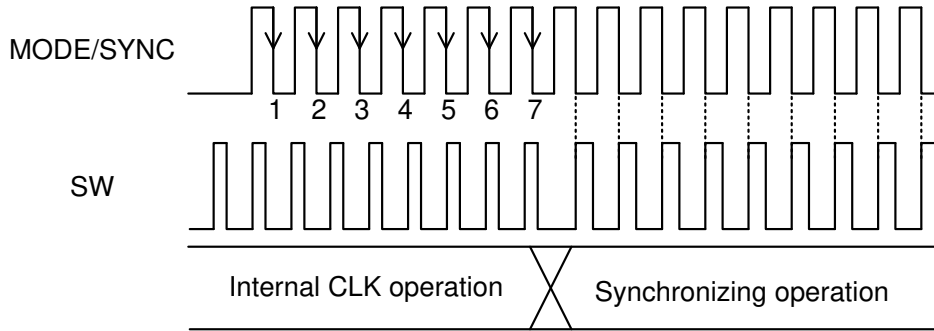 MODE/SYNC
1 2 3 4 5 6 7
SW
Internal CLK operation
Synchronizing operation